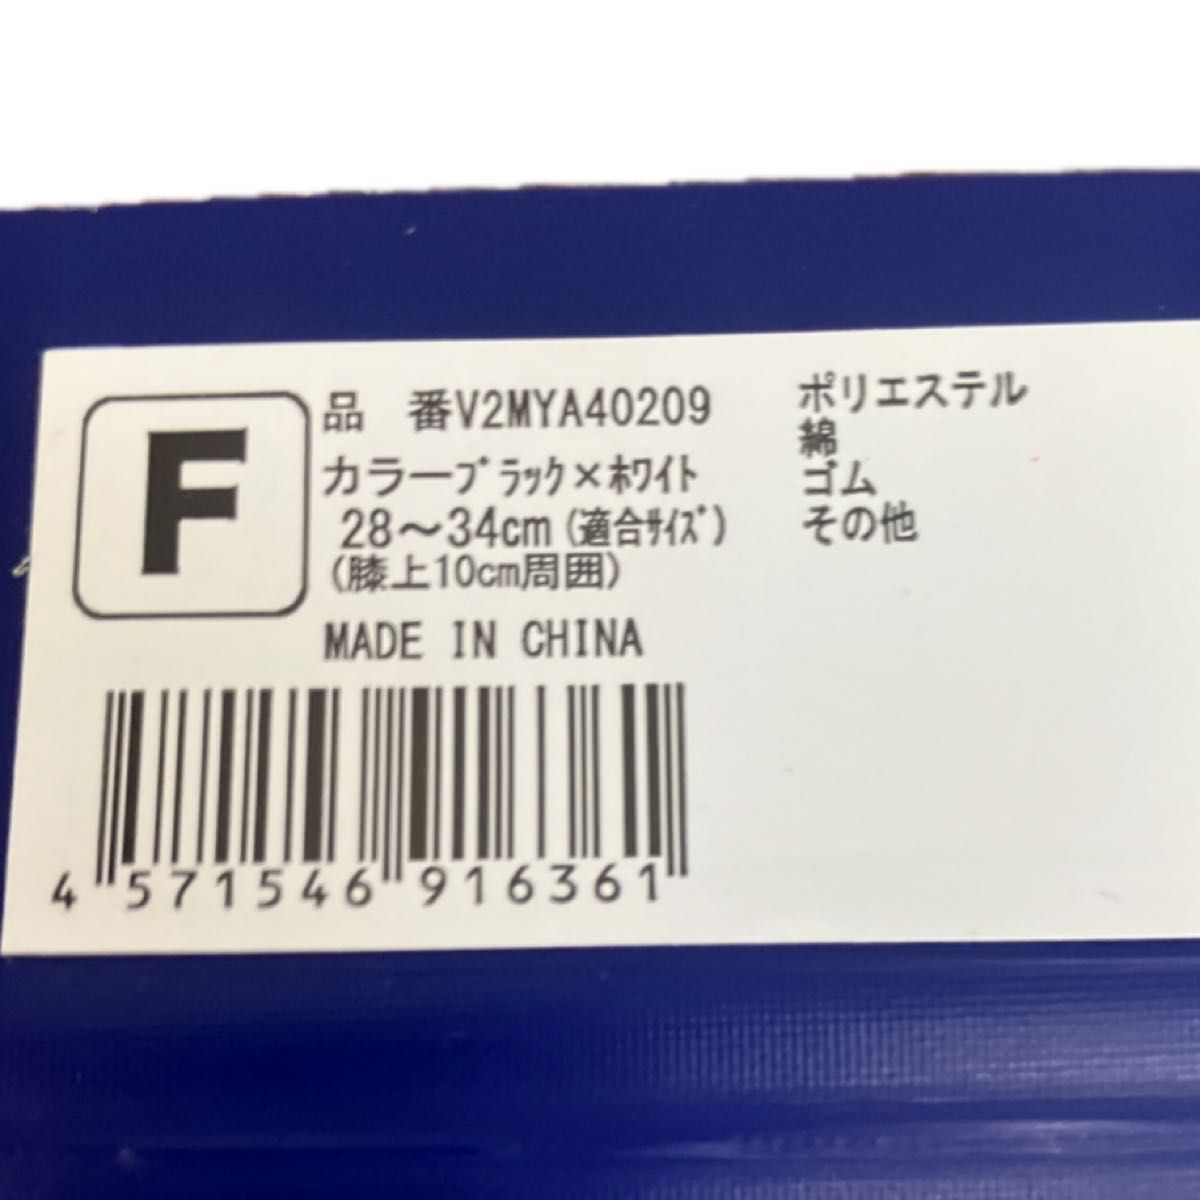 F
品 番V2MYA40209
カラーﾌﾞﾗｯｸ×ﾎﾜｲﾄ
28～34cm(適合ｻｲｽﾞ)
(膝上10cm周囲)
MADE IN CHINA
ポリエステル
綿
ゴム
その他
4 571546 916361